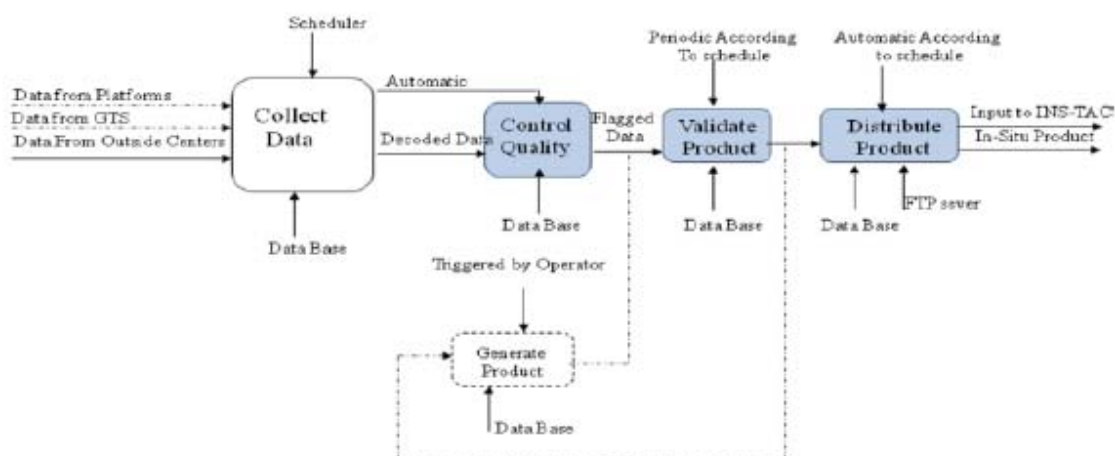 Scheduler
Periodic According
To schedule
Automatic According
to schedule
Data from Platforms
Data from GTS
Data From Outside Centers
Collect
Data
Automatic
Decoded Data
Control
Quality
Flagged
Data
Validate
Product
Distribute
Product
Input to INS-TAC
In-Situ Product
Data Base
Data Base
Data Base
Data Base
FTP sever
Triggered by Operator
Generate
Product
Data Base